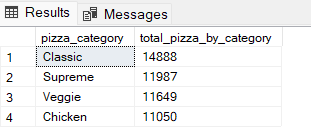 Results Messages
pizza_category total_pizza_by_category
1 Classic 14888
2 Supreme 11987
3 Veggie 11649
4 Chicken 11050